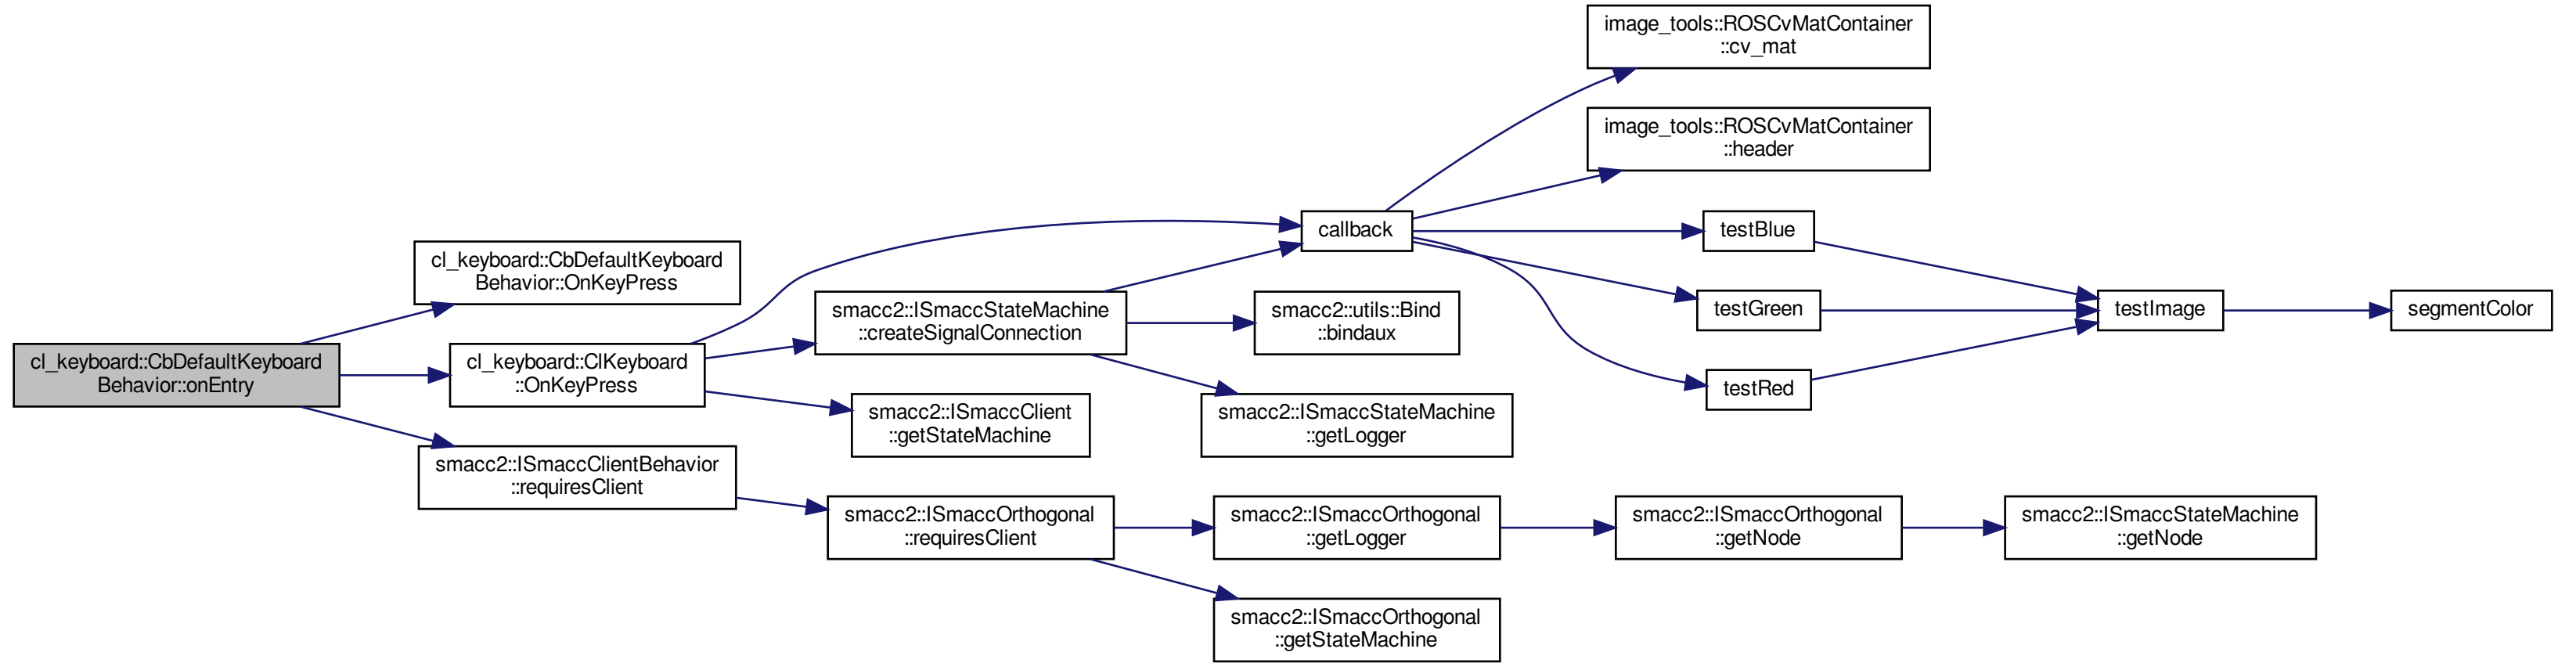 cl_keyboard::CbDefaultKeyboard
Behavior::onEntry
cl_keyboard::CbDefaultKeyboard
Behavior::OnKeyPress
cl_keyboard::ClKeyboard
::OnKeyPress
smacc2::ISmaccClientBehavior
::requiresClient
smacc2::ISmaccStateMachine
::createSignalConnection
smacc2::ISmaccClient
::getStateMachine
smacc2::ISmaccOrthogonal
::requiresClient
callback
smacc2::utils::Bind
::bindaux
smacc2::ISmaccStateMachine
::getLogger
smacc2::ISmaccOrthogonal
::getLogger
smacc2::ISmaccOrthogonal
::getStateMachine
image_tools::ROSCvMatContainer
::cv_mat
image_tools::ROSCvMatContainer
::header
testBlue
testGreen
testRed
smacc2::ISmaccOrthogonal
::getNode
testImage
smacc2::ISmaccStateMachine
::getNode
segmentColor